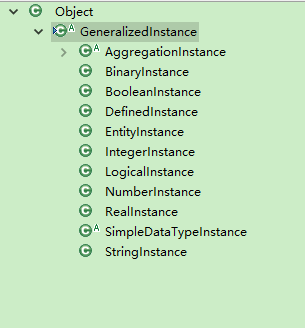 Object
GeneralizedInstance
AggregationInstance
BinaryInstance
BooleanInstance
DefinedInstance
EntityInstance
IntegerInstance
LogicalInstance
NumberInstance
RealInstance
SimpleDataTypeInstance
StringInstance